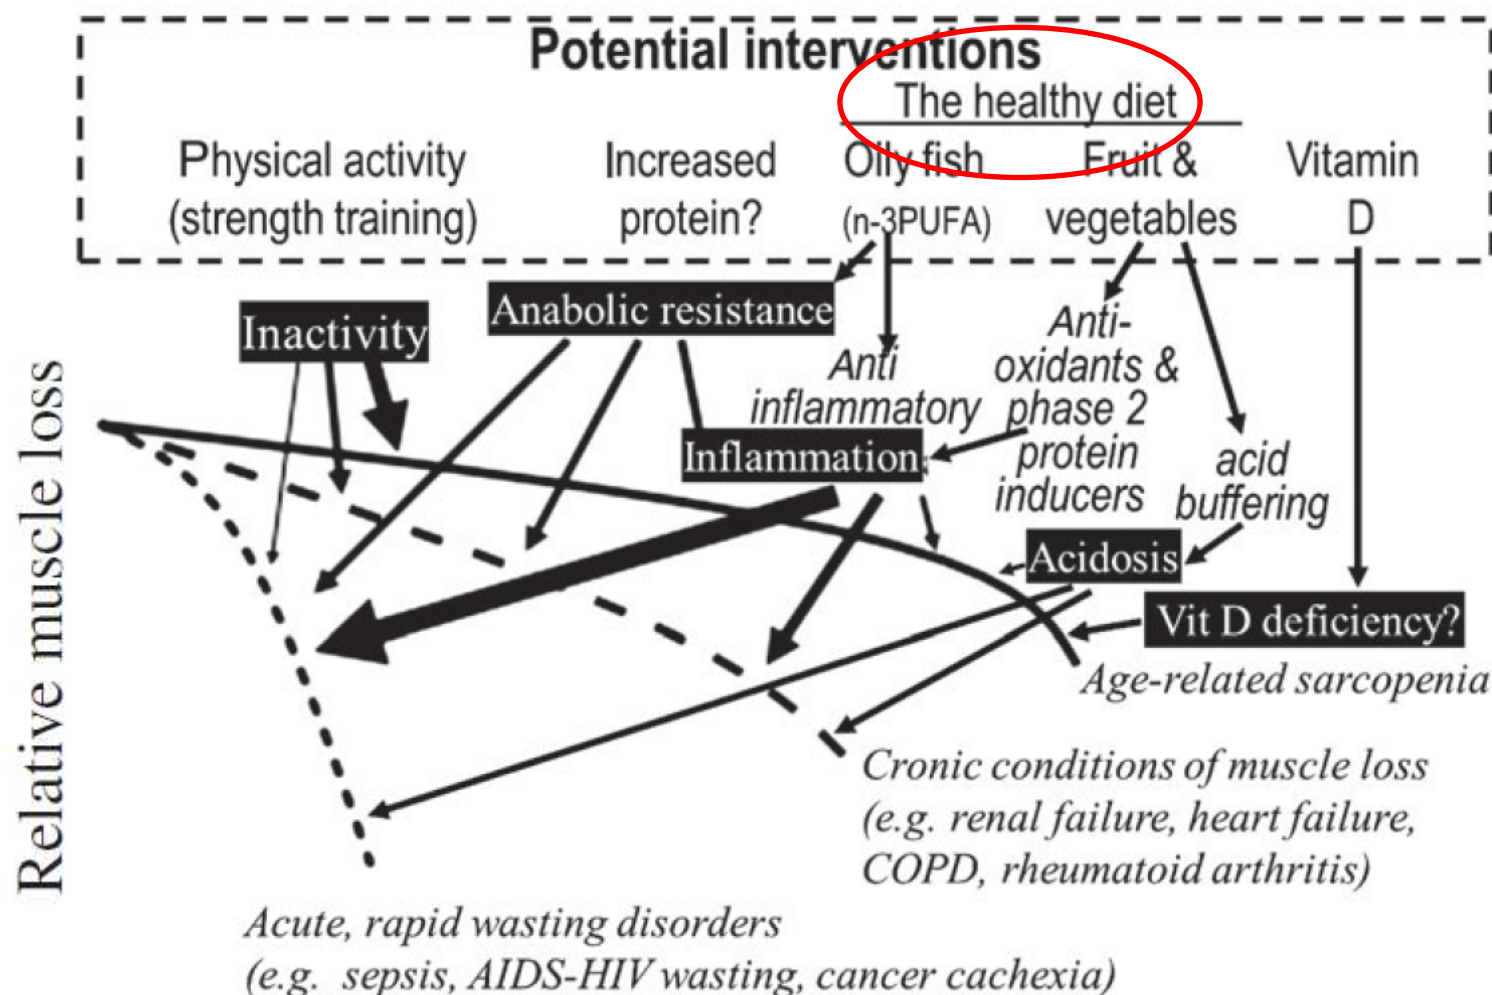 Potential interventions
The healthy diet
Physical activity
(strength training)
Increased
protein?
Oily fish
(n-3PUFA)
Fruit &
vegetables
Vitamin
D
Inactivity
Anabolic resistance
Anti
inflammatory
Anti-
oxidants &
phase 2
protein
inducers
acid
buffering
Inflammation
Acidosis
Vit D deficiency?
Relative muscle loss
Age-related sarcopenia
Cronic conditions of muscle loss
(e.g. renal failure, heart failure,
COPD, rheumatoid arthritis)
Acute, rapid wasting disorders
(e.g. sepsis, AIDS-HIV wasting, cancer cachexia)